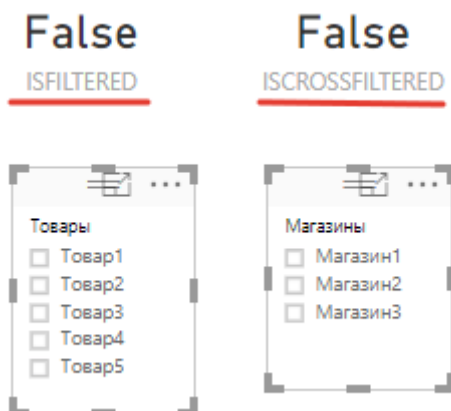 False
False
ISFILTERED
ISCROSSFILTERED
Товары
Товар1
Товар2
Товар3
Товар4
Товар5
Магазины
Магазин1
Магазин2
Магазин3